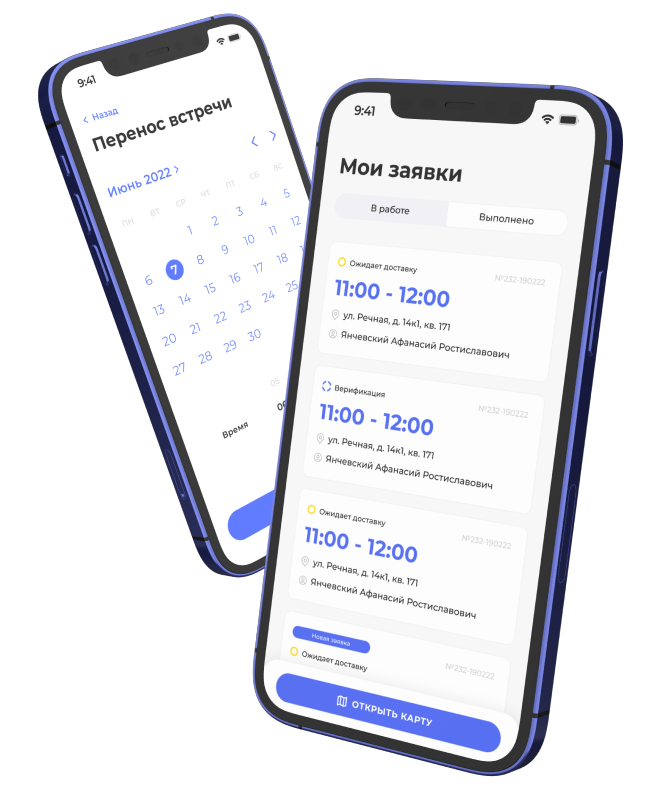 9:41
Назад
Перенос встречи
Июнь 2022
ПН ВТ СР ЧТ ПТ СБ ВС
1 2 3 4 5
6 7 8 9 10 11 12
13 14 15 16 17 18
20 21 22 23 24 25
27 28 29 30
05
Время
9:41
Мои заявки
В работе Выполнено
Ожидает доставку №232-190222
11:00 - 12:00
ул. Речная, д. 14к1, кв. 171
Янчевский Афанасий Ростиславович
Верификация №232-190222
11:00 - 12:00
ул. Речная, д. 14к1, кв. 171
Янчевский Афанасий Ростиславович
Ожидает доставку №232-190222
11:00 - 12:00
ул. Речная, д. 14к1, кв. 171
Янчевский Афанасий Ростиславович
Новая заявка
Ожидает доставку №232-190222
ОТКРЫТЬ КАРТУ